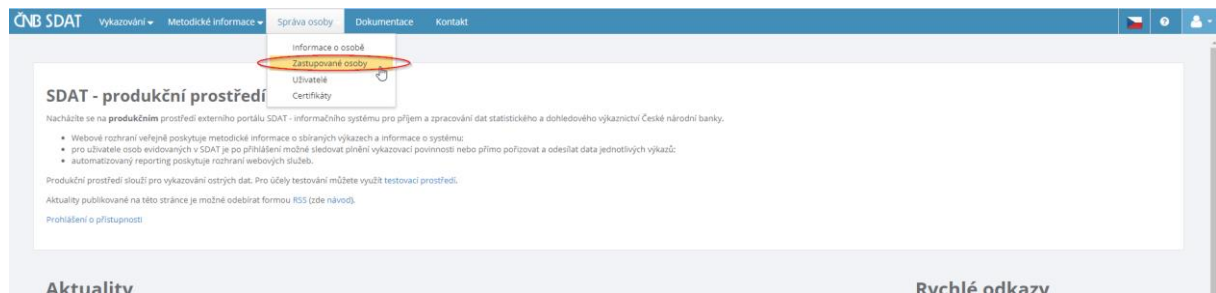 ČNB SDAT Vykazování Metodické informace Správa osoby Dokumentace Kontakt
Informace o osobě
Zastupované osoby
Uživatelé
Certifikáty
SDAT - produkční prostředí
Nacházíte se na produkčním prostředí externího portálu SDAT - informačního systému pro příjem a zpracování dat statistického a dohledového výkaznictví České národní banky.
Webové rozhraní veřejně poskytuje metodické informace o sbíraných výkazech a informace o systému;
pro uživatele osob evidovaných v SDAT je po přihlášení možné sledovat plnění vykazovací povinnosti nebo přímo pořizovat a odesílat data jednotlivých výkazů;
automatizovaný reporting poskytuje rozhraní webových služeb.
Produkční prostředí slouží pro vykazování ostrých dat. Pro účely testování můžete využít testovací prostředí.
Aktuality publikované na této stránce je možné odebírat formou RSS (zde návod).
Prohlášení o přístupnosti
Aktuality Rychlé odkazy